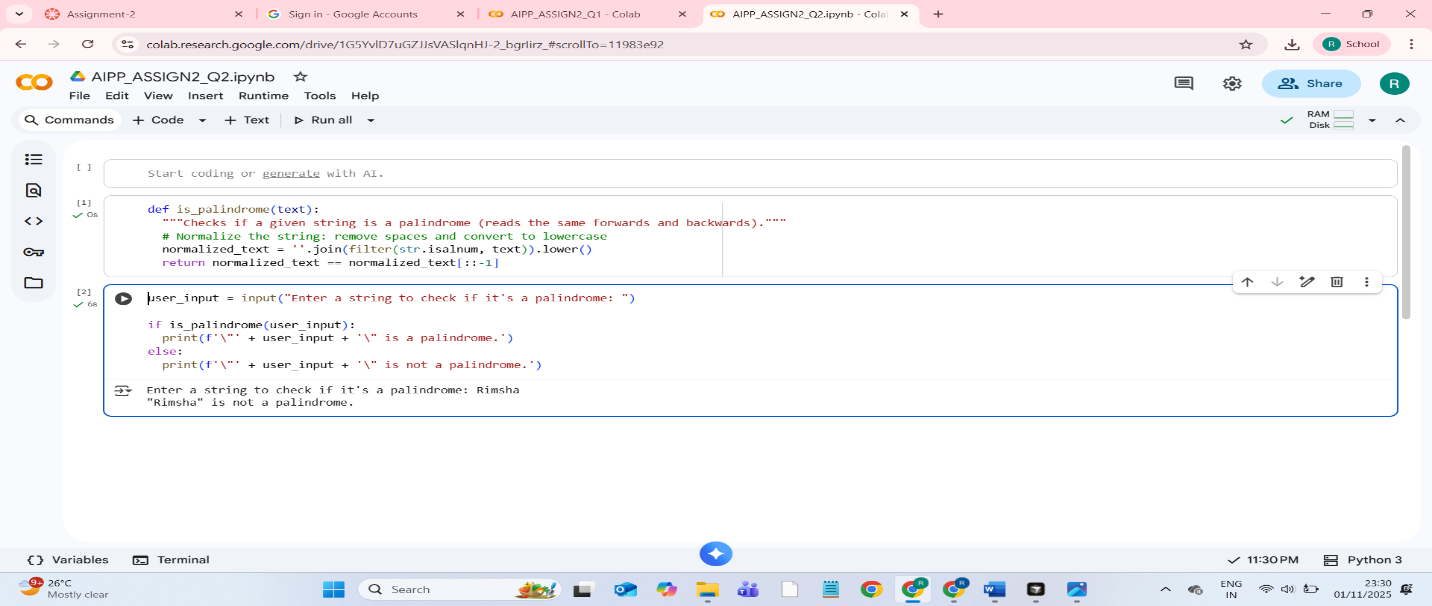 Assignment-2
Sign in - Google Accounts
AIPP_ASSIGN2_Q1 - Colab
AIPP_ASSIGN2_Q2.ipynb - Colab
colab.research.google.com/drive/1G5YvlD7uGZJJsVASlqnHJ-2_bgrIirz_#scrollTo=11983e92
R School
AIPP_ASSIGN2_Q2.ipynb
File Edit View Insert Runtime Tools Help
Share
R
Commands + Code + Text Run all
RAM
Disk
[ ]
Start coding or generate with AI.
[1]
0s
def is_palindrome(text):
"""Checks if a given string is a palindrome (reads the same forwards and backwards)."""
# Normalize the string: remove spaces and convert to lowercase
normalized_text = ''.join(filter(str.isalnum, text)).lower()
return normalized_text == normalized_text[::-1]
[2]
6s
user_input = input("Enter a string to check if it's a palindrome: ")
if is_palindrome(user_input):
print(f'\"' + user_input + '\" is a palindrome.')
else:
print(f'\"' + user_input + '\" is not a palindrome.')
Enter a string to check if it's a palindrome: Rimsha
"Rimsha" is not a palindrome.
{} Variables Terminal
11:30 PM Python 3
9+
26°C
Mostly clear
Search
ENG
IN
23:30
01/11/2025